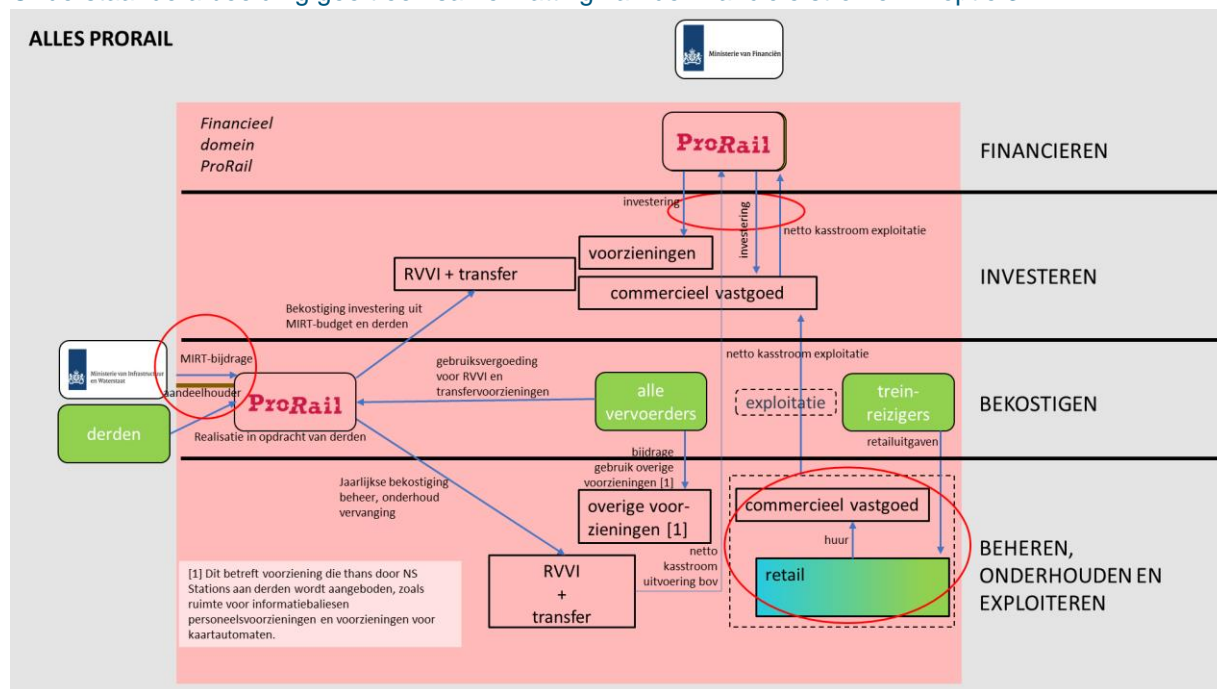 ALLES PRORAIL
Ministerie van Financiën
Financieel
domein
ProRail
ProRail
FINANCIEREN
investering
investering
netto kasstroom exploitatie
voorzieningen
RVVI + transfer
commercieel vastgoed
INVESTEREN
Bekostiging investering uit
MIRT-budget en derden
MIRT-bijdrage
Ministerie van Infrastructuur
en Waterstaat
aandeelhouder
ProRail
derden
Realisatie in opdracht van derden
gebruiksvergoeding
voor RVVI en
transfervoorzieningen
alle
vervoerders
netto kasstroom exploitatie
exploitatie
trein-
reizigers
BEKOSTIGEN
retailuitgaven
bijdrage
gebruik overige
voorzieningen [1]
Jaarlijkse bekostiging
beheer, onderhoud
vervanging
overige voor-
zieningen [1]
commercieel vastgoed
huur
netto
kasstroom
uitvoering bov
RVVI
+
transfer
retail
BEHEREN,
ONDERHOUDEN EN
EXPLOITEREN
[1] Dit betreft voorziening die thans door NS
Stations aan derden wordt aangeboden, zoals
ruimte voor informatiebaliesen
personeelsvoorzieningen en voorzieningen voor
kaartautomaten.